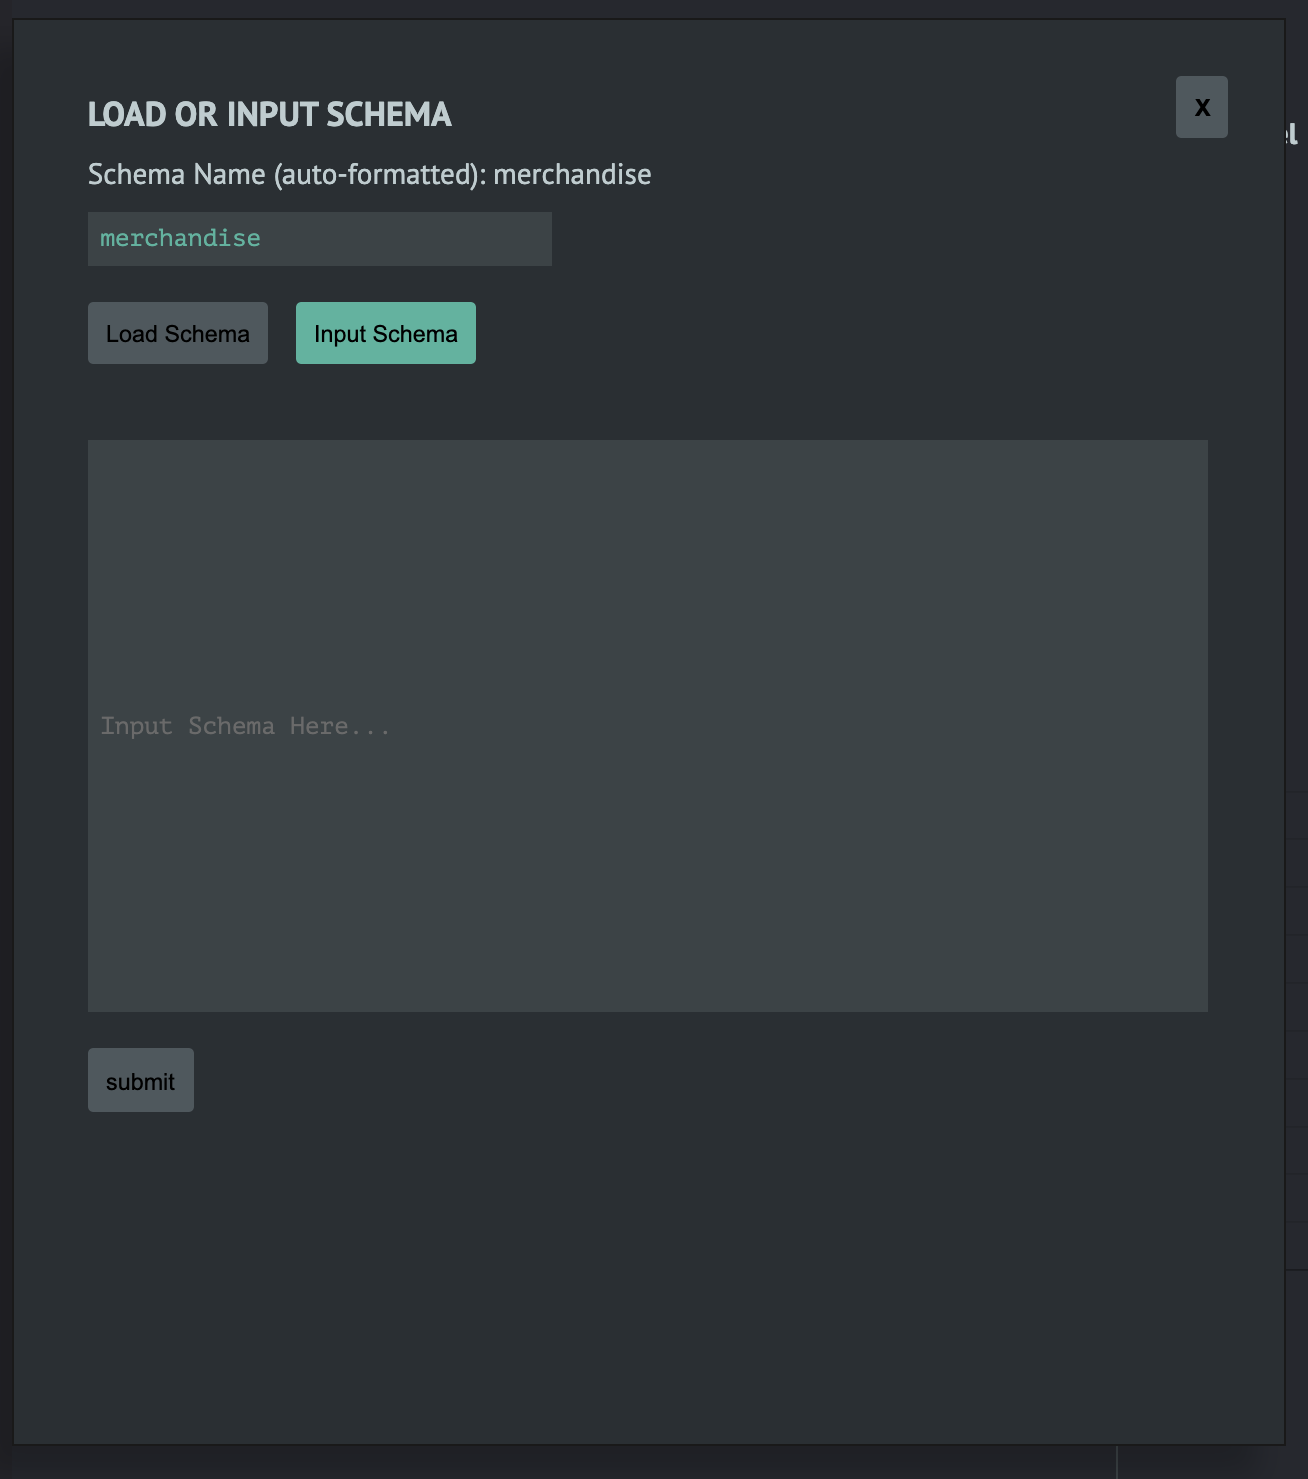 LOAD OR INPUT SCHEMA
X
Schema Name (auto-formatted): merchandise
merchandise
Load Schema
Input Schema
Input Schema Here...
submit